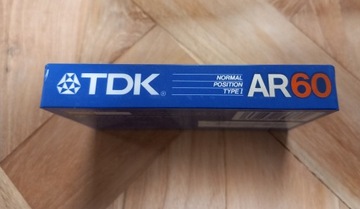 TDK
NORMAL
POSITION
TYPE I
AR60